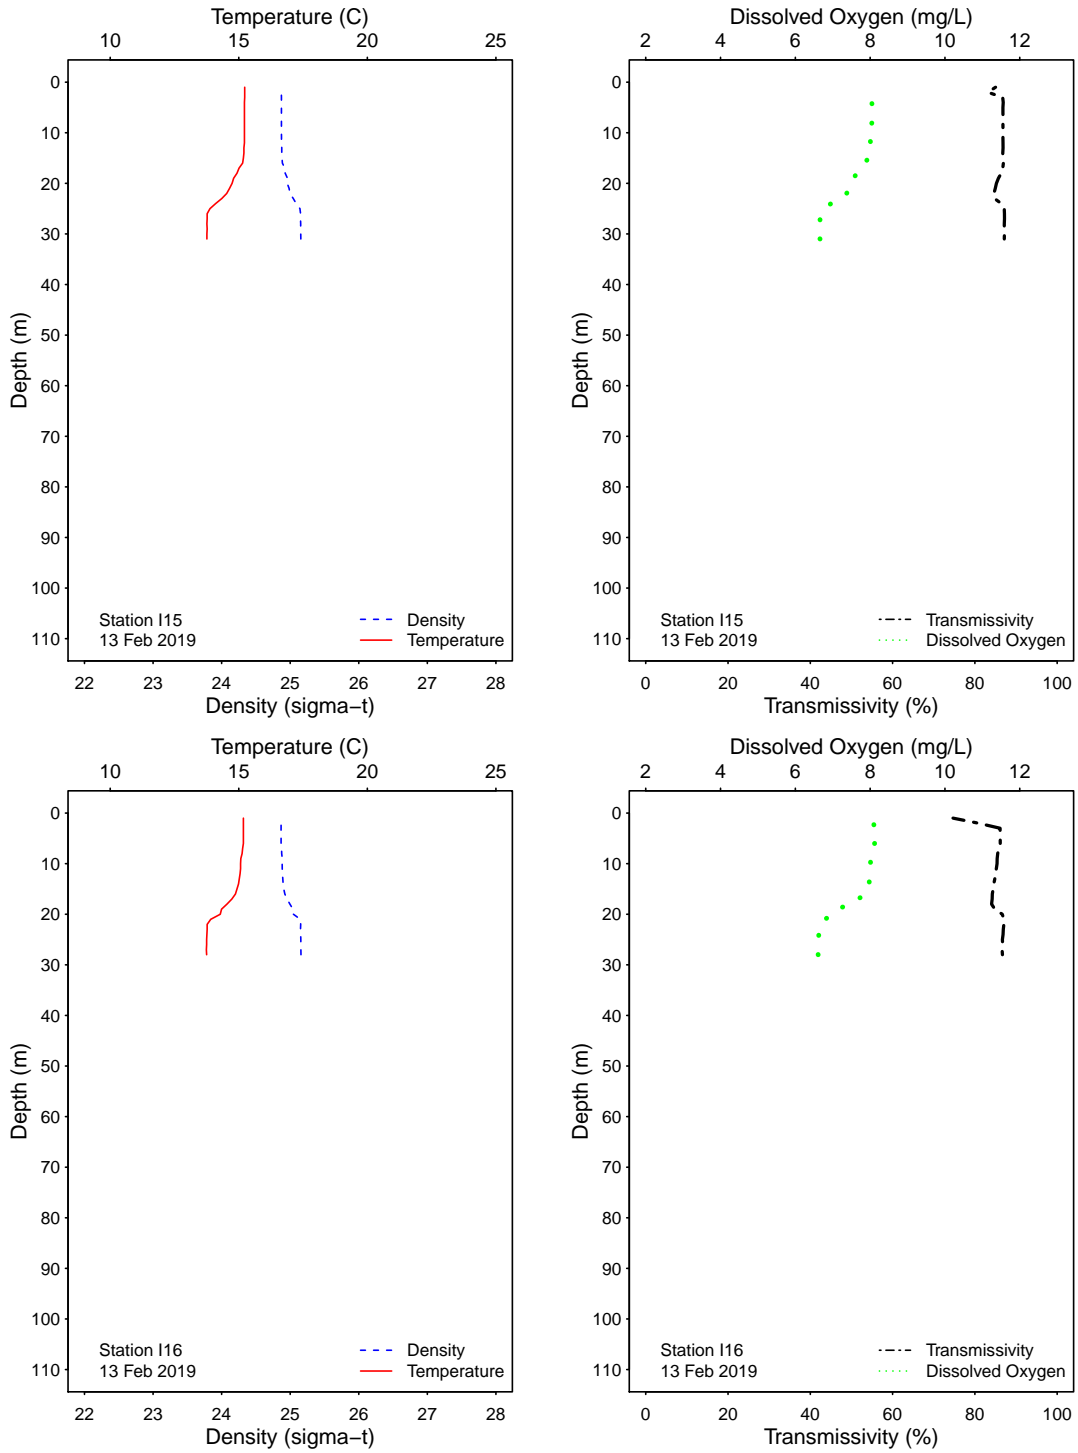 Temperature (C)
10 15 20 25
0
10
20
30
40
50
60
70
80
90
100
110
Depth (m)
Station I15
13 Feb 2019
Density
Temperature
22 23 24 25 26 27 28
Density (sigma−t)
Dissolved Oxygen (mg/L)
2 4 6 8 10 12
0
10
20
30
40
50
60
70
80
90
100
110
Depth (m)
Station I15
13 Feb 2019
Transmissivity
Dissolved Oxygen
0 20 40 60 80 100
Transmissivity (%)
Temperature (C)
10 15 20 25
0
10
20
30
40
50
60
70
80
90
100
110
Depth (m)
Station I16
13 Feb 2019
Density
Temperature
22 23 24 25 26 27 28
Density (sigma−t)
Dissolved Oxygen (mg/L)
2 4 6 8 10 12
0
10
20
30
40
50
60
70
80
90
100
110
Depth (m)
Station I16
13 Feb 2019
Transmissivity
Dissolved Oxygen
0 20 40 60 80 100
Transmissivity (%)